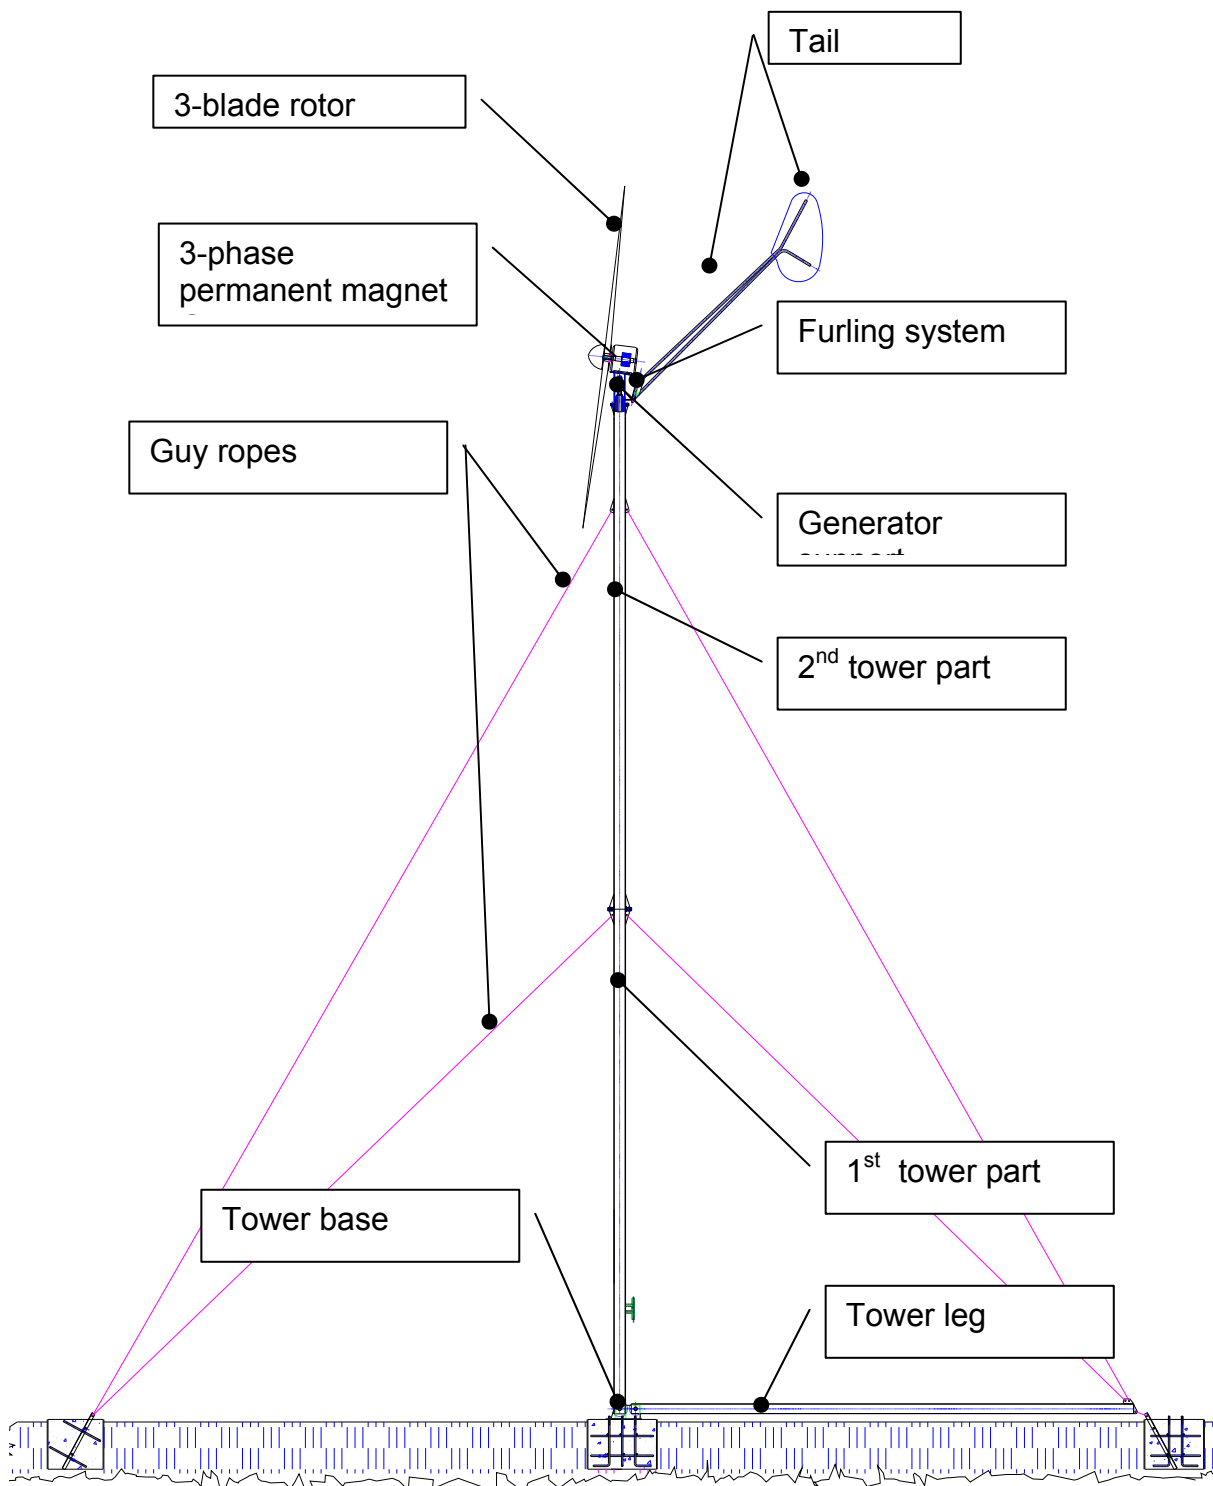 Tail
3-blade rotor
3-phase
permanent magnet
Furling system
Guy ropes
Generator
2nd tower part
1st tower part
Tower base
Tower leg